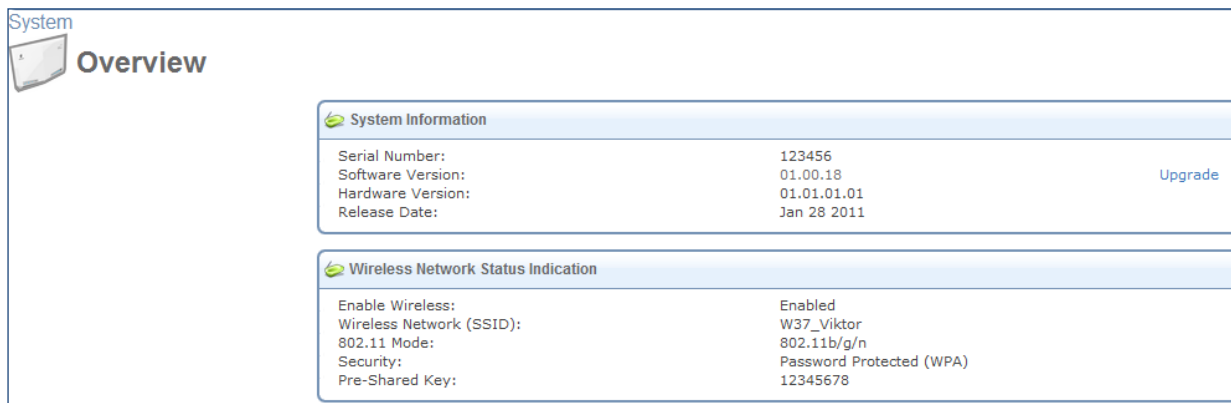 System
Overview
System Information
Serial Number: 123456
Software Version: 01.00.18 Upgrade
Hardware Version: 01.01.01.01
Release Date: Jan 28 2011
Wireless Network Status Indication
Enable Wireless: Enabled
Wireless Network (SSID): W37_Viktor
802.11 Mode: 802.11b/g/n
Security: Password Protected (WPA)
Pre-Shared Key: 12345678